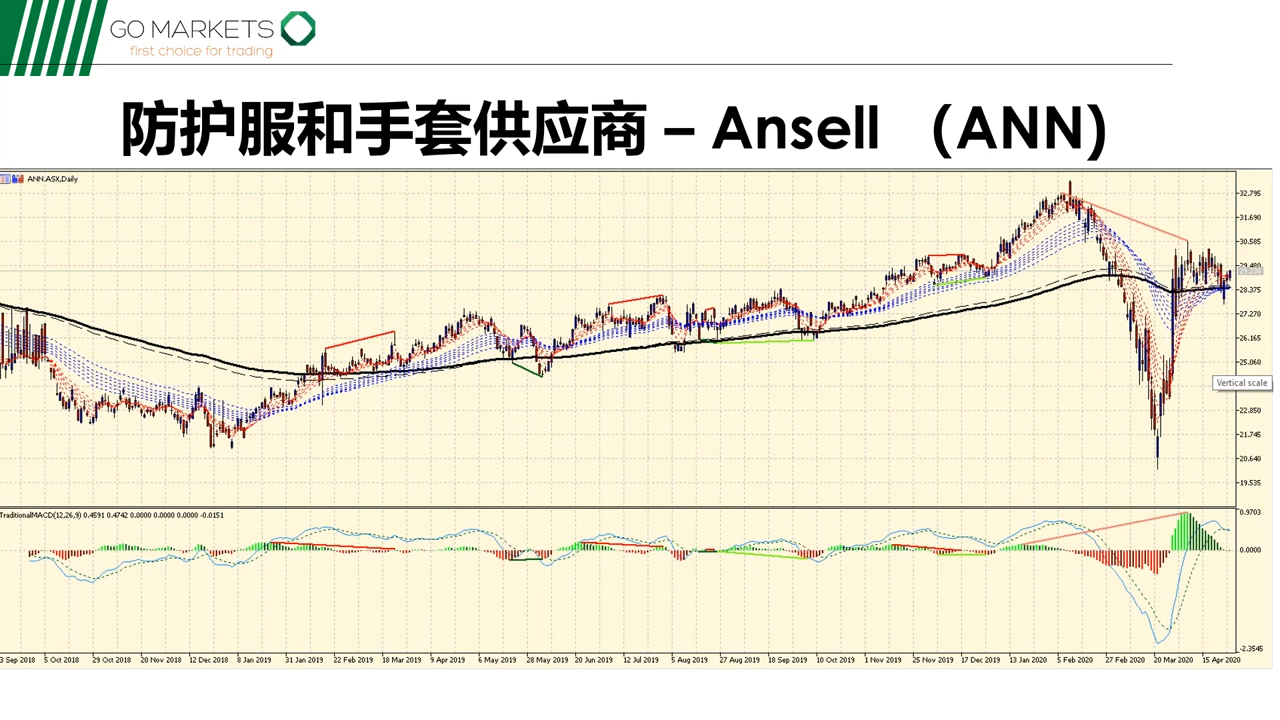 GO MARKETS
first choice for trading
防护服和手套供应商 – Ansell （ANN)
ANN.ASX,Daily
32.795
31.690
30.585
29.480
28.375
27.270
26.165
25.060
Vertical scale
22.850
21.745
20.640
19.535
TraditionalMACD(12,26,9) 0.4591 0.4742 0.0000 0.0000 0.0000 -0.0151
0.9703
0.0000
-2.3545
3 Sep 2018 5 Oct 2018 29 Oct 2018 20 Nov 2018 12 Dec 2018 8 Jan 2019 31 Jan 2019 22 Feb 2019 18 Mar 2019 9 Apr 2019 6 May 2019 28 May 2019 20 Jun 2019 12 Jul 2019 5 Aug 2019 27 Aug 2019 18 Sep 2019 10 Oct 2019 1 Nov 2019 25 Nov 2019 17 Dec 2019 13 Jan 2020 5 Feb 2020 27 Feb 2020 20 Mar 2020 15 Apr 2020